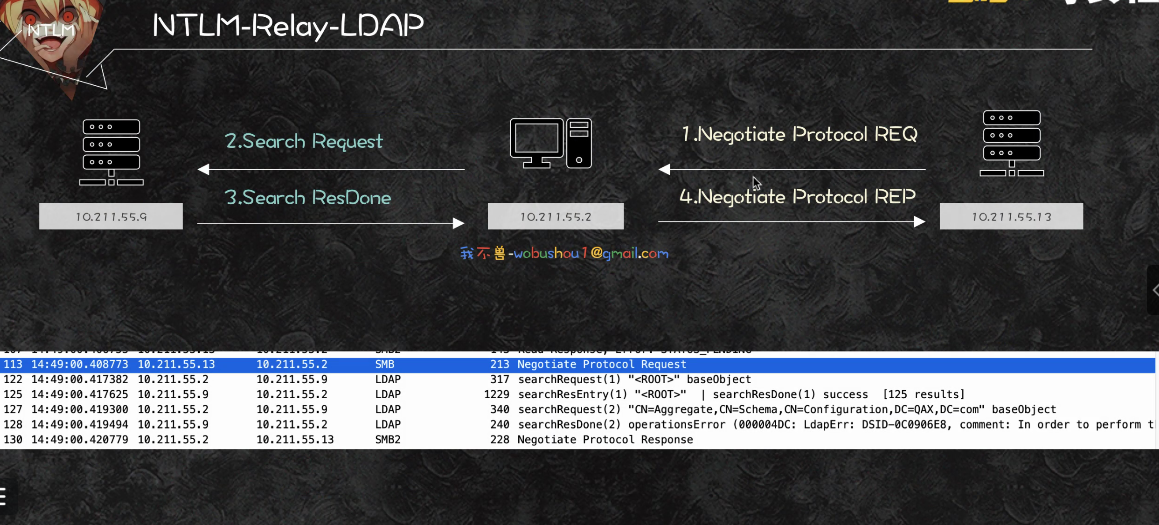 NTLM
NTLM-Relay-LDAP
2.Search Request
1.Negotiate Protocol REQ
3.Search ResDone
4.Negotiate Protocol REP
10.211.55.9
10.211.55.2
10.211.55.13
我不兽-wobushou1@gmail.com
113 14:49:00.408773 10.211.55.13 10.211.55.2 SMB 213 Negotiate Protocol Request
122 14:49:00.417382 10.211.55.2 10.211.55.9 LDAP 317 searchRequest(1) "<ROOT>" baseObject
125 14:49:00.417625 10.211.55.9 10.211.55.2 LDAP 1229 searchResEntry(1) "<ROOT>" | searchResDone(1) success [125 results]
127 14:49:00.419300 10.211.55.2 10.211.55.9 LDAP 340 searchRequest(2) "CN=Aggregate,CN=Schema,CN=Configuration,DC=QAX,DC=com" baseObject
128 14:49:00.419494 10.211.55.9 10.211.55.2 LDAP 240 searchResDone(2) operationsError (000004DC: LdapErr: DSID-0C0906E8, comment: In order to perform t
130 14:49:00.420779 10.211.55.2 10.211.55.13 SMB2 228 Negotiate Protocol Response